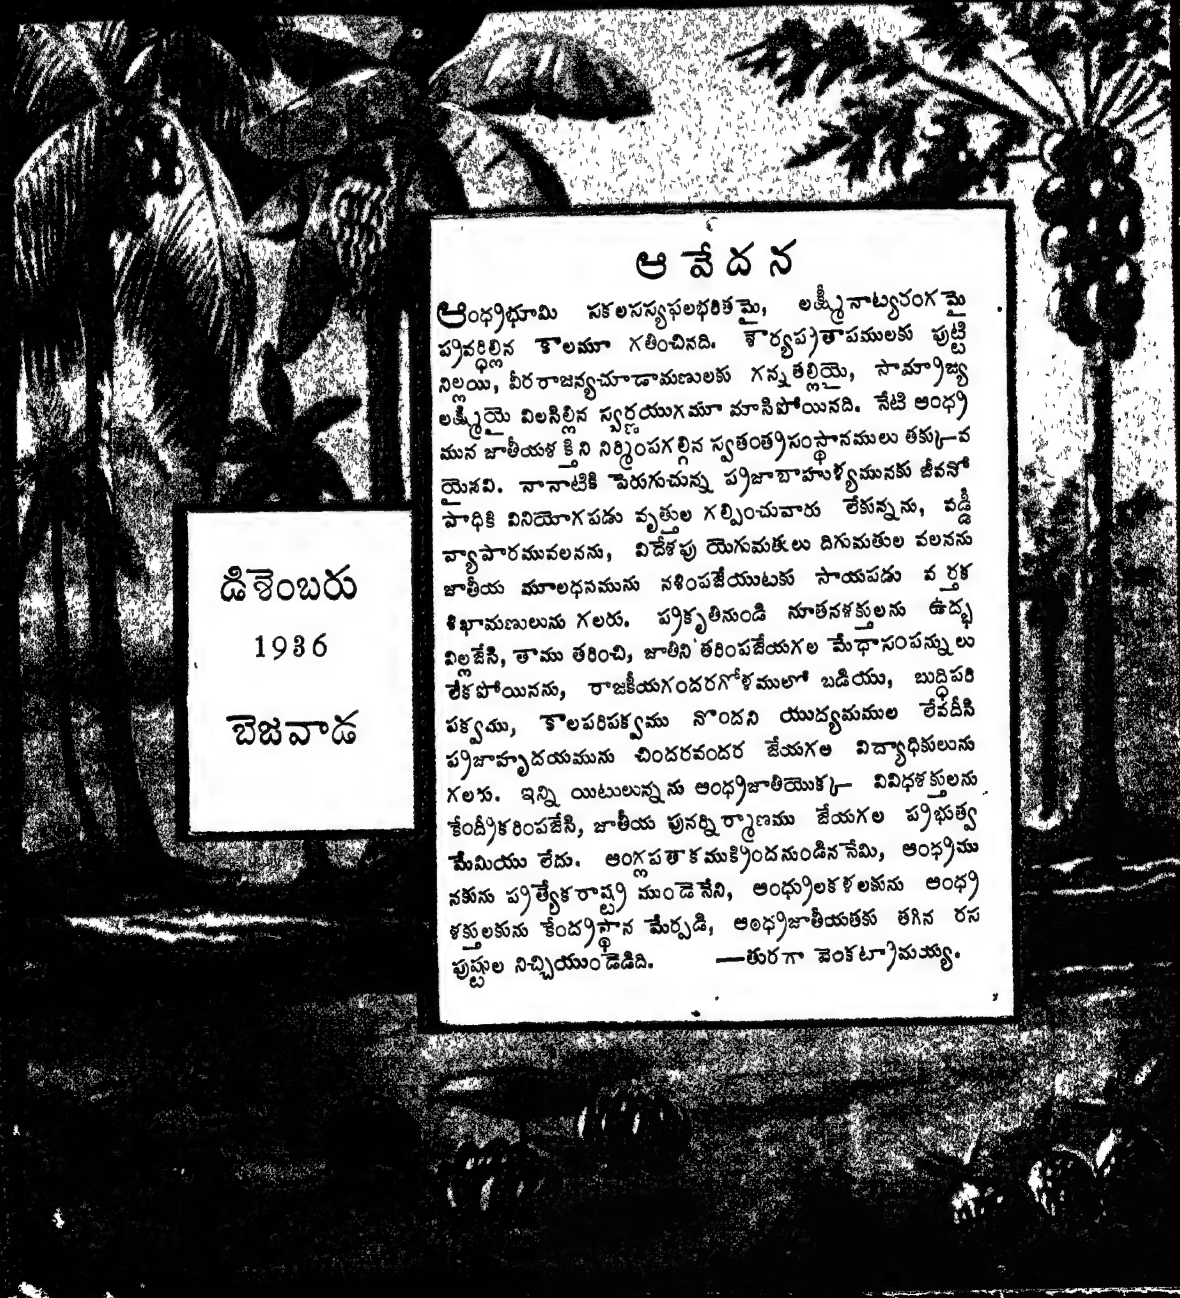 ఆవేదన
ఆంధ్రభూమి సకలసస్యఫలభరితమై, లక్ష్మీనాట్యరంగమై
ప్రవర్ధిల్లిన కాలమూ గతించినది. శౌర్యప్రతాపములకు పుట్టి
నిల్లయి, వీరరాజన్యచూడామణులకు గన్నతల్లియై, సామ్రాజ్య
లక్ష్మియై విలసిల్లిన స్వర్ణయుగమూ మాసిపోయినది. నేటి ఆంధ్ర
మున జాతీయశక్తిని నిర్మింపగల్గిన స్వతంత్రసంస్థానములు తక్కువ
యైనవి. నానాటికి పెరుగుచున్న ప్రజాబాహుళ్యమునకు జీవనో
పాధికి వినియోగపడు వృత్తుల గల్పించువారు లేకున్నను, వడ్డీ
వ్యాపారమువలనను, విదేశపు యెగుమతులు దిగుమతుల వలనను
జాతీయ మూలధనమును నశింపజేయుటకు సాయపడు వర్తక
శిఖామణులును గలరు. ప్రకృతినుండి నూతనశక్తులను ఉద్భ
విల్లజేసి, తాము తరించి, జాతిని తరింపజేయగల మేధాసంపన్నులు
లేకపోయినను, రాజకీయగందరగోళములో బడియు, బుద్ధిపరి
పక్వము, కాలపరిపక్వము నొందని యుద్యమముల లేవదీసి
ప్రజాహృదయమును చిందరవందర జేయగల విద్యాధికులును
గలరు. ఇన్ని యిటులున్నను ఆంధ్రజాతియొక్క వివిధశక్తులను
కేంద్రీకరింపజేసి, జాతీయ పునర్నిర్మాణము జేయగల ప్రభుత్వ
మేమియు లేదు. ఆంగ్లపతాకముక్రిందనుండిననేమి, ఆంధ్రము
నకును ప్రత్యేకరాష్ట్ర ముండెనేని, ఆంధ్రులకళలకును ఆంధ్ర
శక్తులకును కేంద్రస్థాన మేర్పడి, ఆంధ్రజాతీయతకు తగిన రస
పుష్టుల నిచ్చియుండెడిది. —తురగా వెంకట్రామయ్య.
డిశెంబరు
1936
బెజవాడ